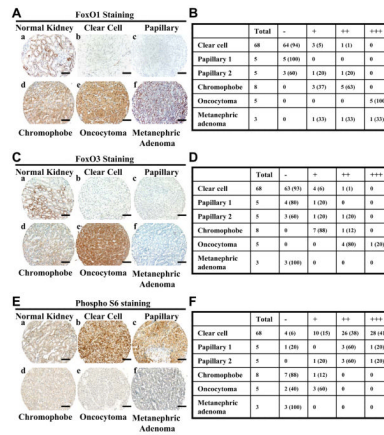 A
FoxO1 Staining
Normal Kidney Clear Cell Papillary
a b c
d e f
Chromophobe Oncocytoma Metanephric Adenoma
B
Total - + ++ +++
Clear cell 68 64 (94) 3 (5) 1 (1) 0
Papillary 1 5 5 (100) 0 0 0
Papillary 2 5 3 (60) 1 (20) 1 (20) 0
Chromophobe 8 0 3 (37) 5 (63) 0
Oncocytoma 5 0 0 0 5 (100
Metanephric adenoma 3 0 1 (33) 1 (33) 1 (33)
C
FoxO3 Staining
Normal Kidney Clear Cell Papillary
a b c
d e f
Chromophobe Oncocytoma Metanephric Adenoma
D
Total - + ++ +++
Clear cell 68 63 (93) 4 (6) 1 (1) 0
Papillary 1 5 4 (80) 1 (20) 0 0
Papillary 2 5 3 (60) 1 (20) 1 (20) 0
Chromophobe 8 0 7 (88) 1 (12) 0
Oncocytoma 5 0 0 4 (80) 1 (20)
Metanephric adenoma 3 3 (100) 0 0 0
E
Phospho S6 staining
Normal Kidney Clear Cell Papillary
a b c
d e f
Chromophobe Oncocytoma Metanephric Adenoma
F
Total - + ++ +++
Clear cell 68 4 (6) 10 (15) 26 (38) 28 (41
Papillary 1 5 1 (20) 0 3 (60) 1 (20)
Papillary 2 5 0 1 (20) 3 (60) 1 (20)
Chromophobe 8 7 (88) 1 (12) 0 0
Oncocytoma 5 2 (40) 3 (60) 0 0
Metanephric adenoma 3 3 (100) 0 0 0